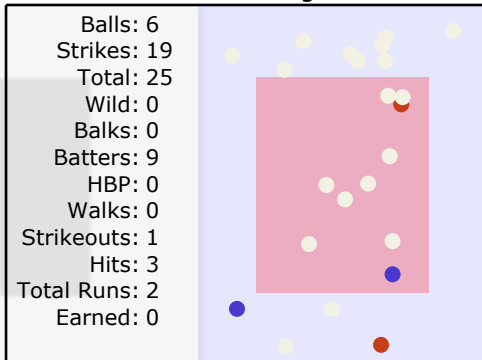 Balls: 6
Strikes: 19
Total: 25
Wild: 0
Balks: 0
Batters: 9
HBP: 0
Walks: 0
Strikeouts: 1
Hits: 3
Total Runs: 2
Earned: 0